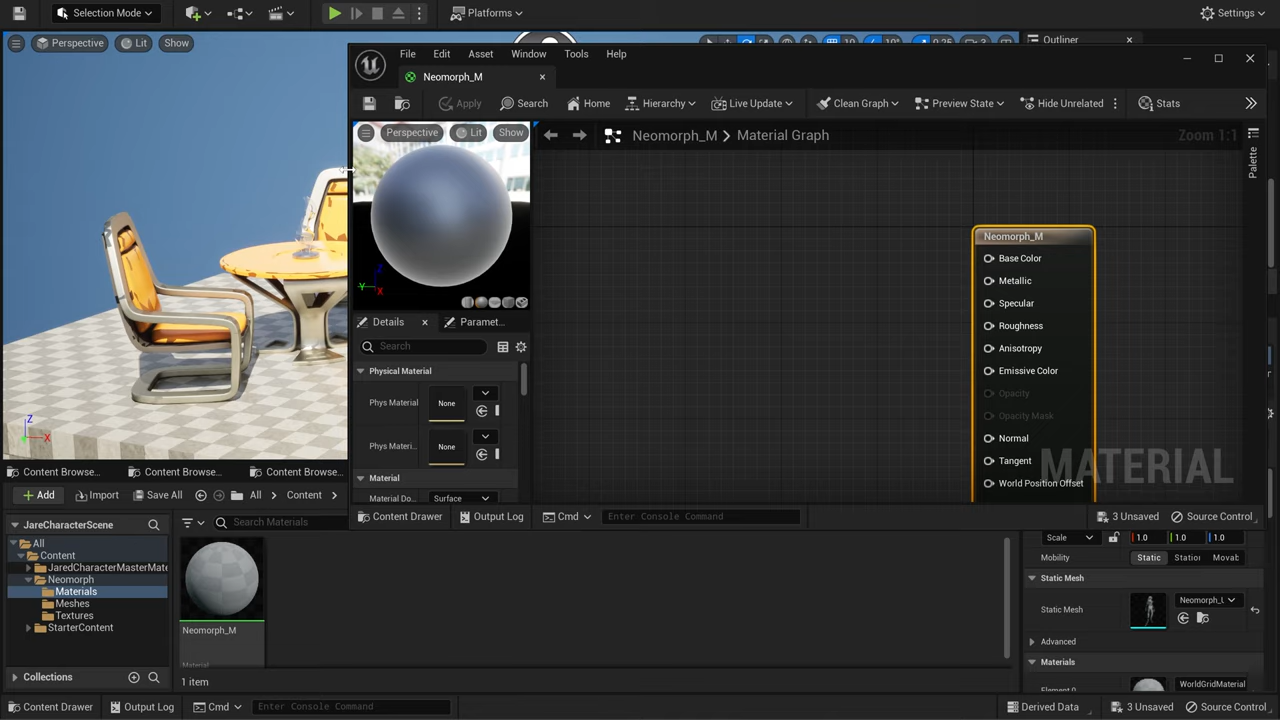 Selection Mode
Platforms
Settings
Perspective
Lit
Show
10
10°
0.25
Outliner
File
Edit
Asset
Window
Tools
Help
Neomorph_M
Apply
Search
Home
Hierarchy
Live Update
Clean Graph
Preview State
Hide Unrelated
Stats
Perspective
Lit
Show
Neomorph_M
Material Graph
Zoom 1:1
Palette
Neomorph_M
Base Color
Metallic
Specular
Roughness
Anisotropy
Emissive Color
Opacity
Opacity Mask
Normal
Tangent
World Position Offset
MATERIAL
Z
Y
X
Details
Paramet...
Search
Physical Material
Phys Material
None
Phys Materi...
None
Material
Material Do...
Surface
Z
X
Content Browse...
Content Browse...
Content Browse...
Add
Import
Save All
All
Content
Content Drawer
Output Log
Cmd
Enter Console Command
3 Unsaved
Source Control
JareCharacterScene
Search Materials
All
Content
JaredCharacterMasterMate
Neomorph
Materials
Meshes
Textures
StarterContent
Neomorph_M
Material
Scale
1.0
1.0
1.0
Mobility
Static
Station
Movab
Static Mesh
Static Mesh
Neomorph_L
Advanced
Materials
Element 0
WorldGridMaterial
Collections
1 item
Content Drawer
Output Log
Cmd
Enter Console Command
Derived Data
3 Unsaved
Source Control